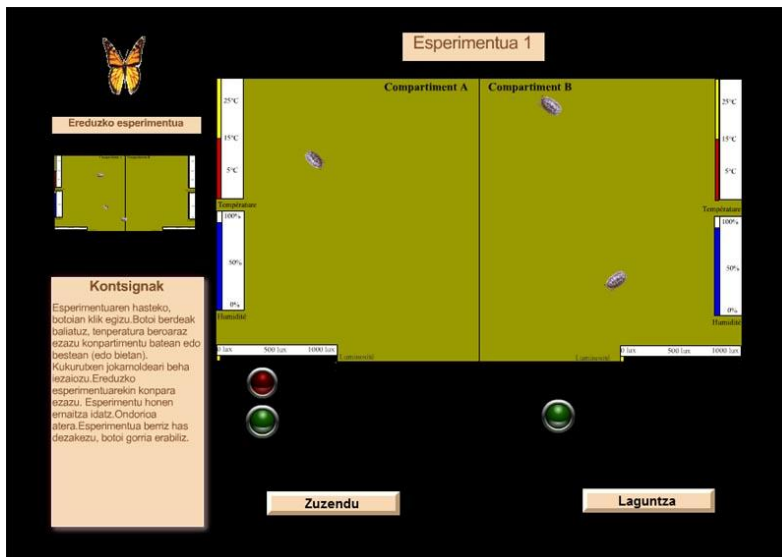 Esperimentua 1
Ereduzko esperimentua
Compartiment A
Compartiment B
25°C
15°C
5°C
Température
100%
50%
0%
Humidité
0 lux 500 lux 1000 lux
Luminosité
25°C
15°C
5°C
Température
100%
50%
0%
Humidité
0 lux 500 lux 1000 lux
Luminosité
Kontsignak
Esperimentuaren hasteko,
botoian klik egizu.Botoi berdeak
baliatuz, tenperatura beroaraz
ezazu konpartimentu batean edo
bestean (edo bietan).
Kukurutxen jokamoldeari beha
iezaiozu.Ereduzko
esperimentuarekin konpara
ezazu. Esperimentu honen
emaitza idatz.Ondorioa
atera.Esperimentua berriz has
dezakezu, botoi gorria erabiliz.
Zuzendu
Laguntza